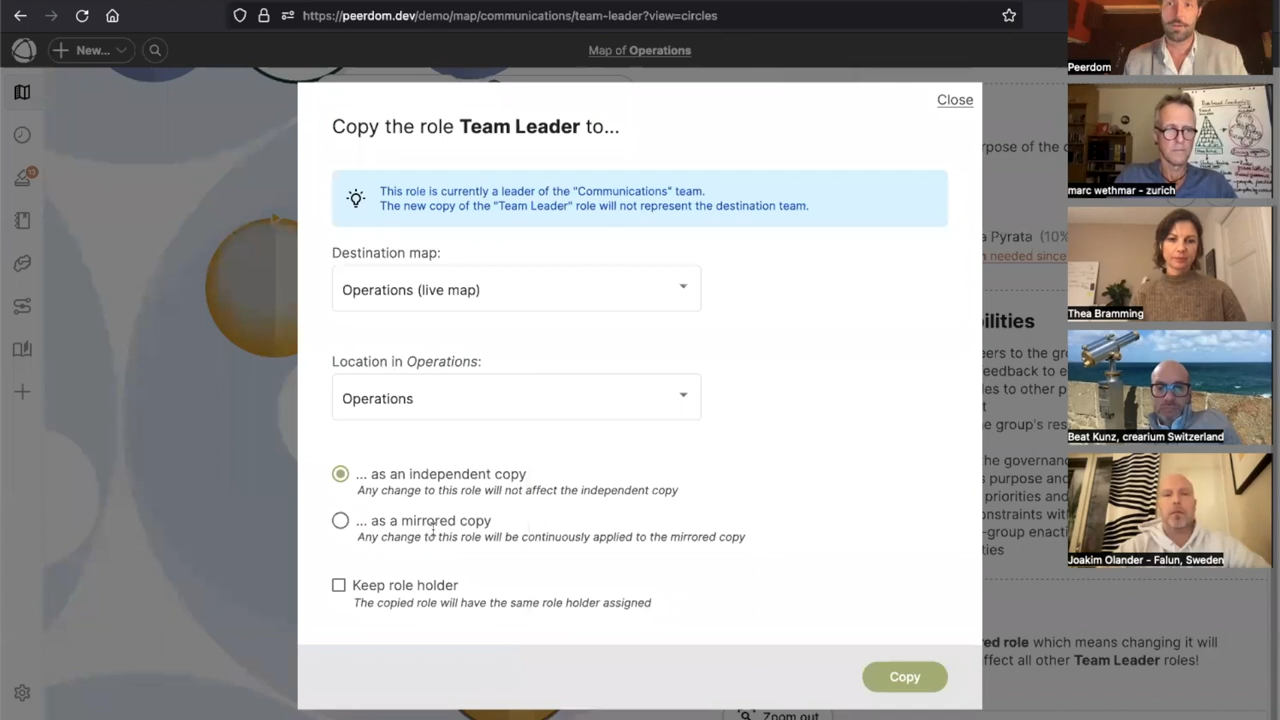 https://peerdom.dev/demo/map/communications/team-leader?view=circles
New...
Map of Operations
Close
Copy the role Team Leader to...
This role is currently a leader of the "Communications" team.
The new copy of the "Team Leader" role will not represent the destination team.
Destination map:
Operations (live map)
Location in Operations:
Operations
... as an independent copy
Any change to this role will not affect the independent copy
... as a mirrored copy
Any change to this role will be continuously applied to the mirrored copy
Keep role holder
The copied role will have the same role holder assigned
Copy
Zoom out
13
rpose of the
a Pyrata (10%
needed since
bilities
eers to the
eedback to
les to other
t
he group's
the governan
s purpose and
priorities and
onstraints with
-group
ties
red role which means changing it will
ffect all other Team Leader roles!
Peerdom
marc wethmar - zurich
Thea Bramming
Beat Kunz, crearium Switzerland
Joakim Olander - Falun, Sweden